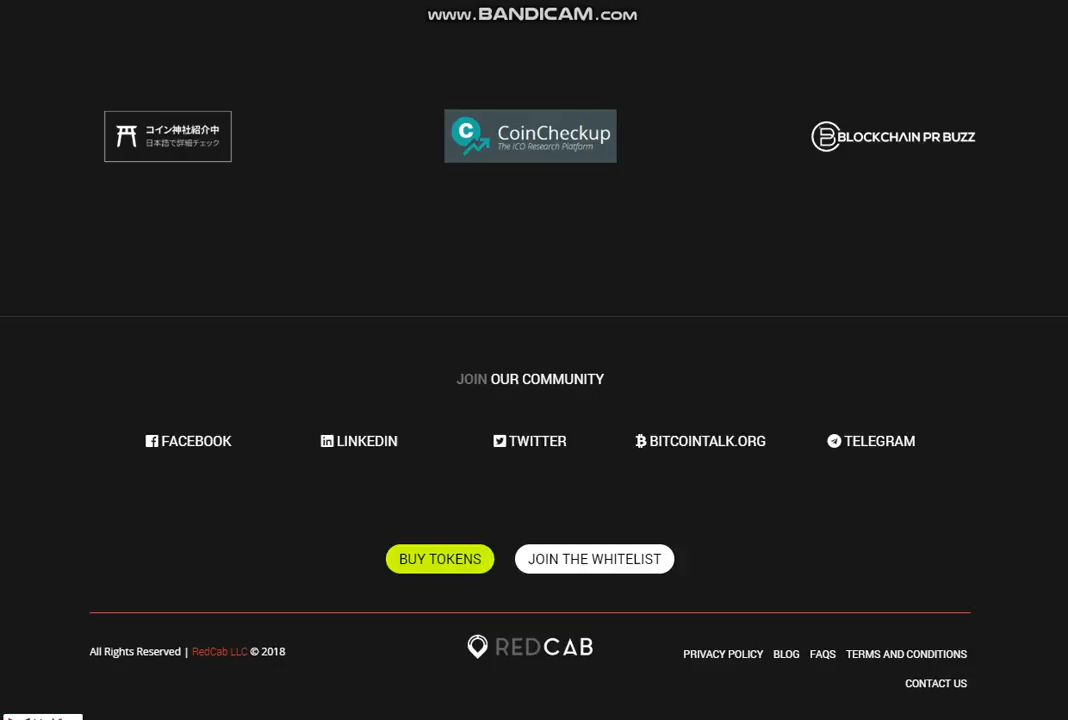 www.BANDICAM.com
コイン神社紹介中
日本語で詳細チェック
C CoinCheckup
The ICO Research Platform
BLOCKCHAIN PR BUZZ
JOIN OUR COMMUNITY
FACEBOOK LINKEDIN TWITTER BITCOINTALK.ORG TELEGRAM
BUY TOKENS JOIN THE WHITELIST
All Rights Reserved | RedCab LLC © 2018
REDCAB
PRIVACY POLICY BLOG FAQS TERMS AND CONDITIONS
CONTACT US